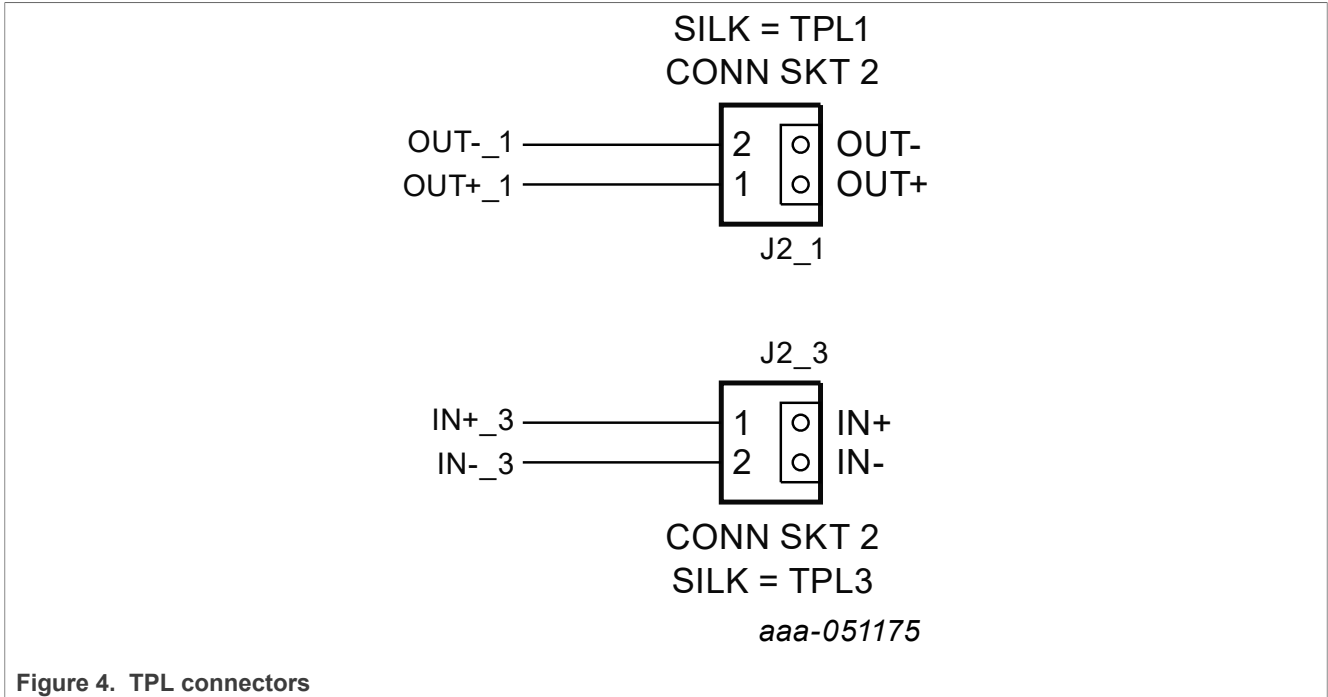 SILK = TPL1
CONN SKT 2
OUT-_1 2 OUT-
OUT+_1 1 OUT+
J2_1
J2_3
IN+_3 1 IN+
IN-_3 2 IN-
CONN SKT 2
SILK = TPL3
aaa-051175
Figure 4. TPL connectors